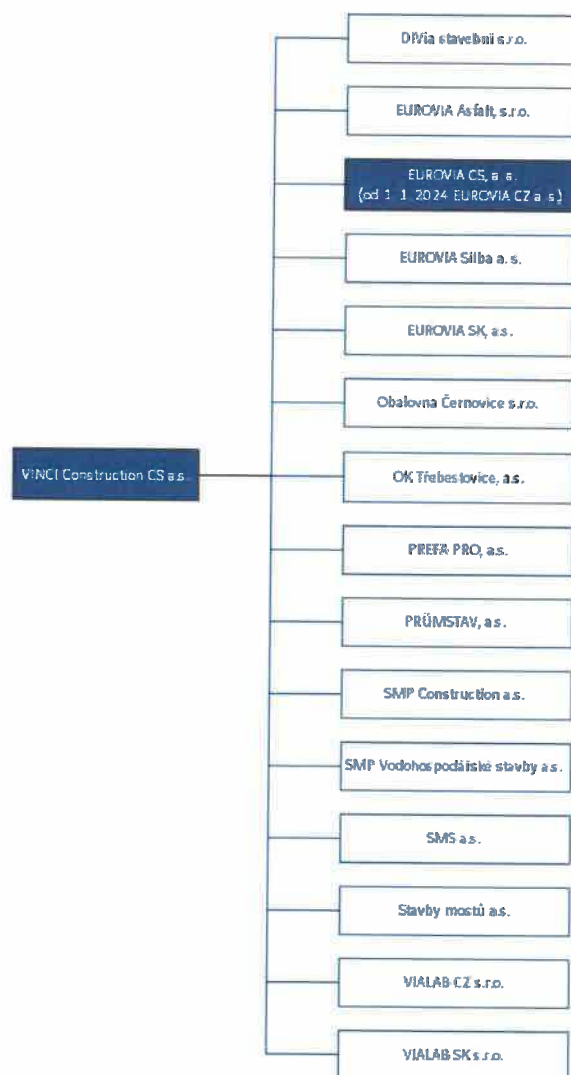 DIVia stavební s.r.o.
EUROVIA Asfalt, s.r.o.
EUROVIA CS, a. s.
(od 1. 1. 2024 EUROVIA CZ a. s.)
EUROVIA Silba a. s.
EUROVIA SK, a.s.
Obalovna Černovice s.r.o.
VINCI Construction CS a.s.
OK Třebestovice, a.s.
PREFA PRO, a.s.
PRŮMSTAV, a.s.
SMP Construction a.s.
SMP Vodohospodářské stavby a.s.
SMS a.s.
Stavby mostů a.s.
VIALAB CZ s.r.o.
VIALAB SK s.r.o.